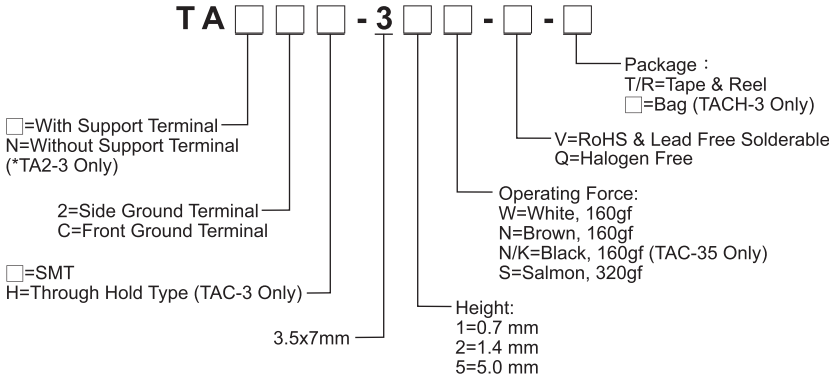 TA□□□-3□□-□-□
Package：
T/R=Tape & Reel
□=Bag (TACH-3 Only)
□=With Support Terminal
N=Without Support Terminal
(*TA2-3 Only)
V=RoHS & Lead Free Solderable
Q=Halogen Free
2=Side Ground Terminal
C=Front Ground Terminal
Operating Force:
W=White, 160gf
N=Brown, 160gf
N/K=Black, 160gf (TAC-35 Only)
S=Salmon, 320gf
□=SMT
H=Through Hold Type (TAC-3 Only)
3.5x7mm
Height:
1=0.7 mm
2=1.4 mm
5=5.0 mm